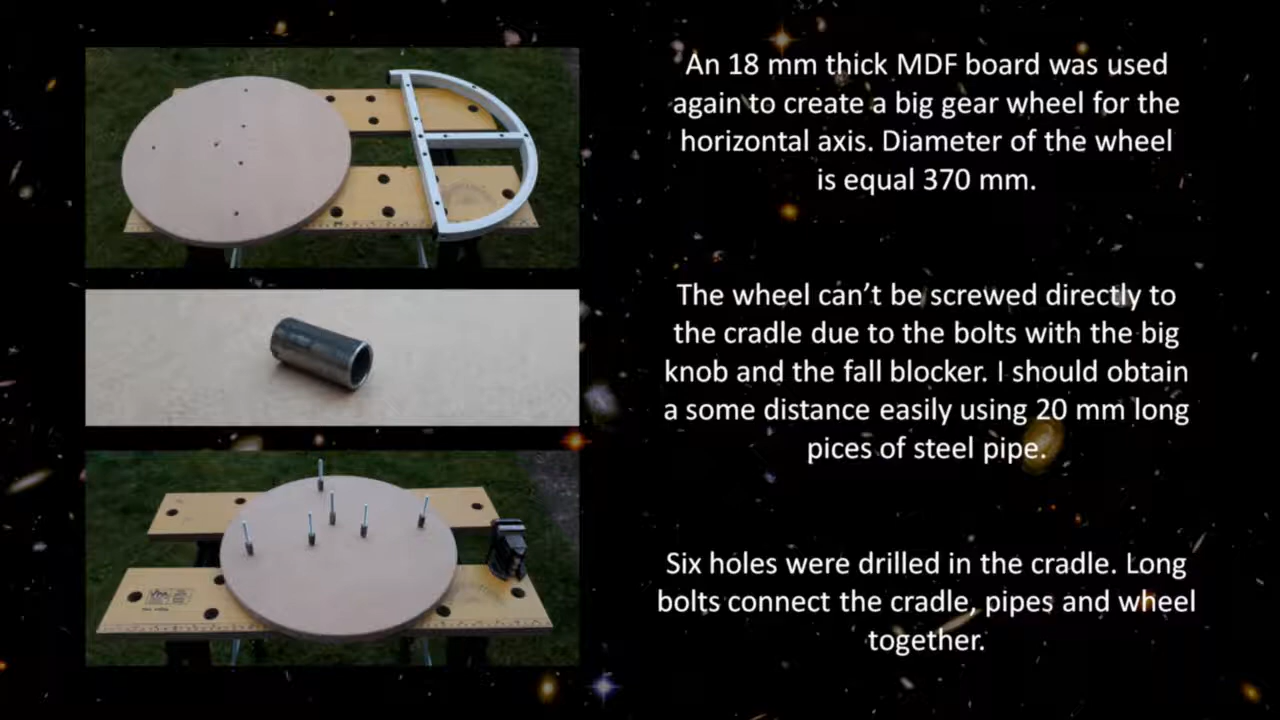 An 18 mm thick MDF board was used
again to create a big gear wheel for the
horizontal axis. Diameter of the wheel
is equal 370 mm.
The wheel can't be screwed directly to
the cradle due to the bolts with the big
knob and the fall blocker. I should obtain
a some distance easily using 20 mm long
pices of steel pipe.
Six holes were drilled in the cradle. Long
bolts connect the cradle, pipes and wheel
together.